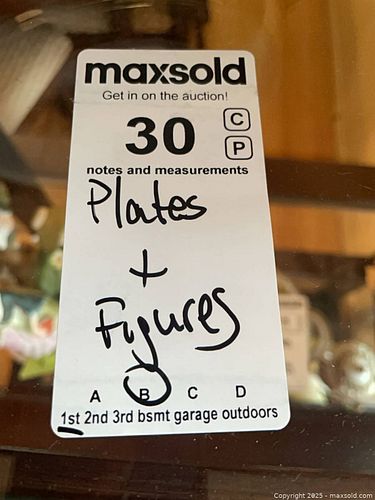 maxsold
Get in on the auction!
30
C
P
notes and measurements
Plates
+
Figures
A B C D
1st 2nd 3rd bsmt garage outdoors
Copyright 2025 - maxsold.com